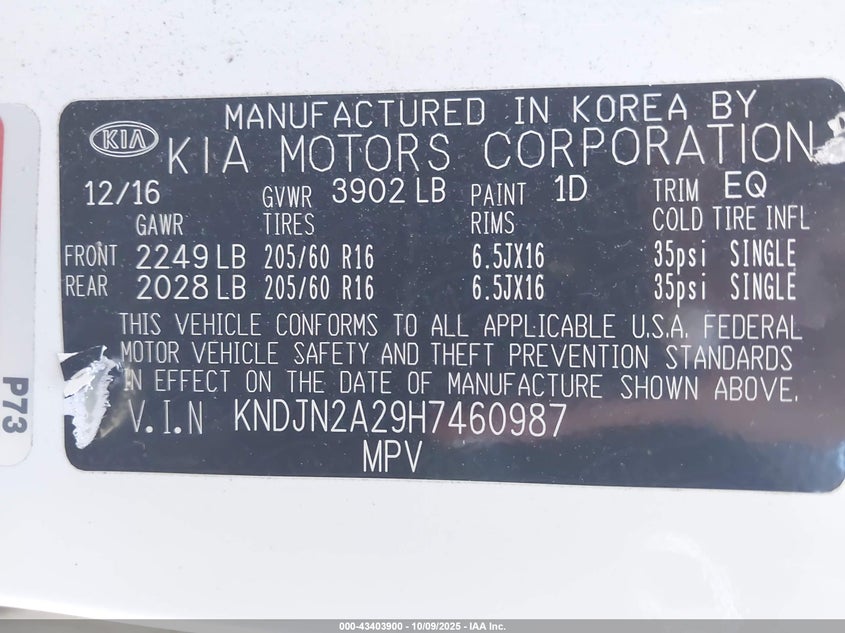 MANUFACTURED IN KOREA BY
KIA KIA MOTORS CORPORATION
12/16 GVWR 3902 LB PAINT 1D TRIM EQ
GAWR TIRES RIMS COLD TIRE INFL
FRONT 2249 LB 205/60 R16 6.5JX16 35psi SINGLE
REAR 2028 LB 205/60 R16 6.5JX16 35psi SINGLE
THIS VEHICLE CONFORMS TO ALL APPLICABLE U.S.A. FEDERAL
MOTOR VEHICLE SAFETY AND THEFT PREVENTION STANDARDS
IN EFFECT ON THE DATE OF MANUFACTURE SHOWN ABOVE.
V.I.N KNDJN2A29H7460987
MPV
P73
000-43403900 - 10/09/2025 - IAA Inc.